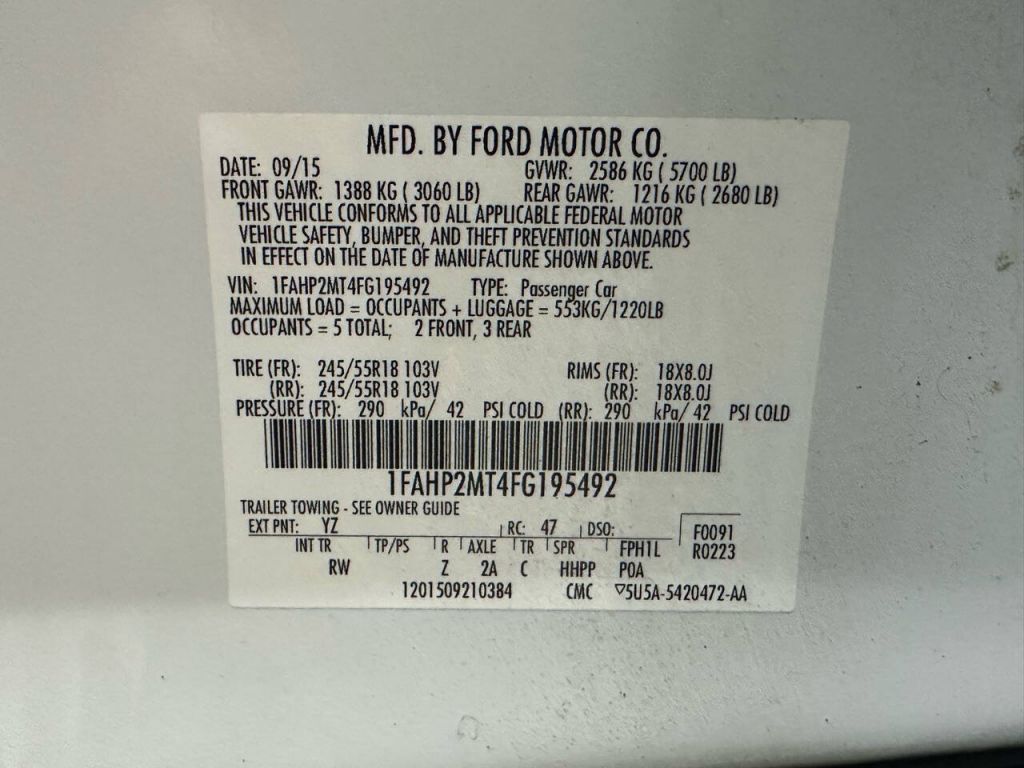 MFD. BY FORD MOTOR CO.
DATE: 09/15 GVWR: 2586 KG ( 5700 LB)
FRONT GAWR: 1388 KG ( 3060 LB) REAR GAWR: 1216 KG ( 2680 LB)
THIS VEHICLE CONFORMS TO ALL APPLICABLE FEDERAL MOTOR
VEHICLE SAFETY, BUMPER, AND THEFT PREVENTION STANDARDS
IN EFFECT ON THE DATE OF MANUFACTURE SHOWN ABOVE.
VIN: 1FAHP2MT4FG195492 TYPE: Passenger Car
MAXIMUM LOAD = OCCUPANTS + LUGGAGE = 553KG/1220LB
OCCUPANTS = 5 TOTAL; 2 FRONT, 3 REAR
TIRE (FR): 245/55R18 103V RIMS (FR): 18X8.0J
(RR): 245/55R18 103V (RR): 18X8.0J
PRESSURE (FR): 290 kPa/ 42 PSI COLD (RR): 290 kPa/ 42 PSI COLD
1FAHP2MT4FG195492
TRAILER TOWING - SEE OWNER GUIDE
EXT PNT: YZ RC: 47 DSO: F0091
INT TR TP/PS R AXLE TR SPR FPH1L R0223
RW Z 2A C HHPP POA
1201509210384 CMC ▽5U5A-5420472-AA